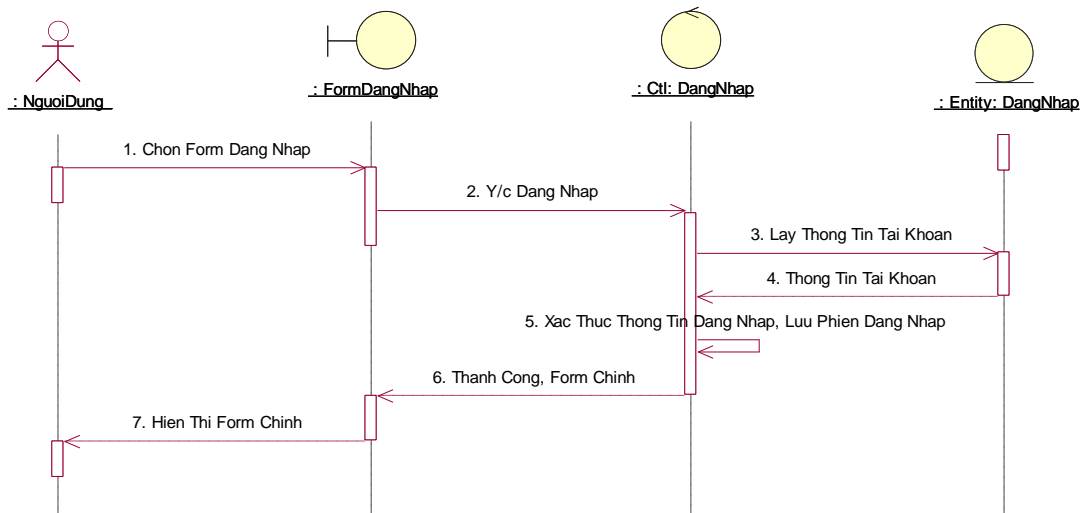 : NguoiDung
: FormDangNhap
: Ctl: DangNhap
: Entity: DangNhap
1. Chon Form Dang Nhap
2. Y/c Dang Nhap
3. Lay Thong Tin Tai Khoan
4. Thong Tin Tai Khoan
5. Xac Thuc Thong Tin Dang Nhap, Luu Phien Dang Nhap
6. Thanh Cong, Form Chinh
7. Hien Thi Form Chinh